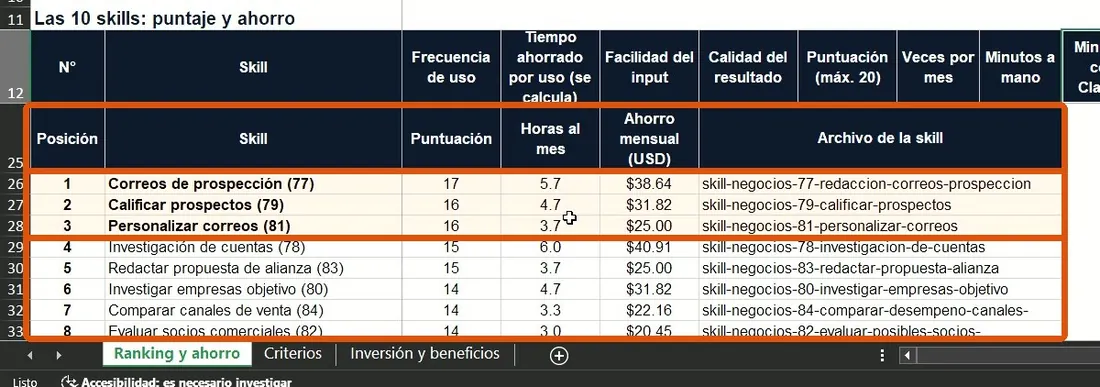 11 Las 10 skills: puntaje y ahorro
12 N° Skill Frecuencia de uso Tiempo ahorrado por uso (se calcula) Facilidad del input Calidad del resultado Puntuación (máx. 20) Veces por mes Minutos a mano
25 Posición Skill Puntuación Horas al mes Ahorro mensual (USD) Archivo de la skill
26 1 Correos de prospección (77) 17 5.7 $38.64 skill-negocios-77-redaccion-correos-prospeccion
27 2 Calificar prospectos (79) 16 4.7 $31.82 skill-negocios-79-calificar-prospectos
28 3 Personalizar correos (81) 16 3.7 $25.00 skill-negocios-81-personalizar-correos
29 4 Investigación de cuentas (78) 15 6.0 $40.91 skill-negocios-78-investigacion-de-cuentas
30 5 Redactar propuesta de alianza (83) 15 3.7 $25.00 skill-negocios-83-redactar-propuesta-alianza
31 6 Investigar empresas objetivo (80) 14 4.7 $31.82 skill-negocios-80-investigar-empresas-objetivo
32 7 Comparar canales de venta (84) 14 3.3 $22.16 skill-negocios-84-comparar-desempeno-canales-
33 8 Evaluar socios comerciales (82) 14 3.0 $20.45 skill-negocios-82-evaluar-posibles-socios-
Ranking y ahorro Criterios Inversión y beneficios
Listo Accesibilidad: es necesario investigar